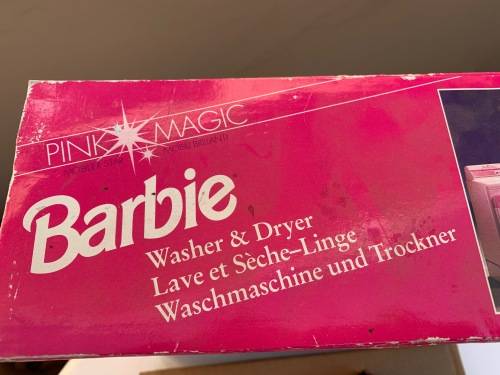 PINK MAGIC
Barbie
Washer & Dryer
Lave et Sèche–Linge
Waschmaschine und Trockner